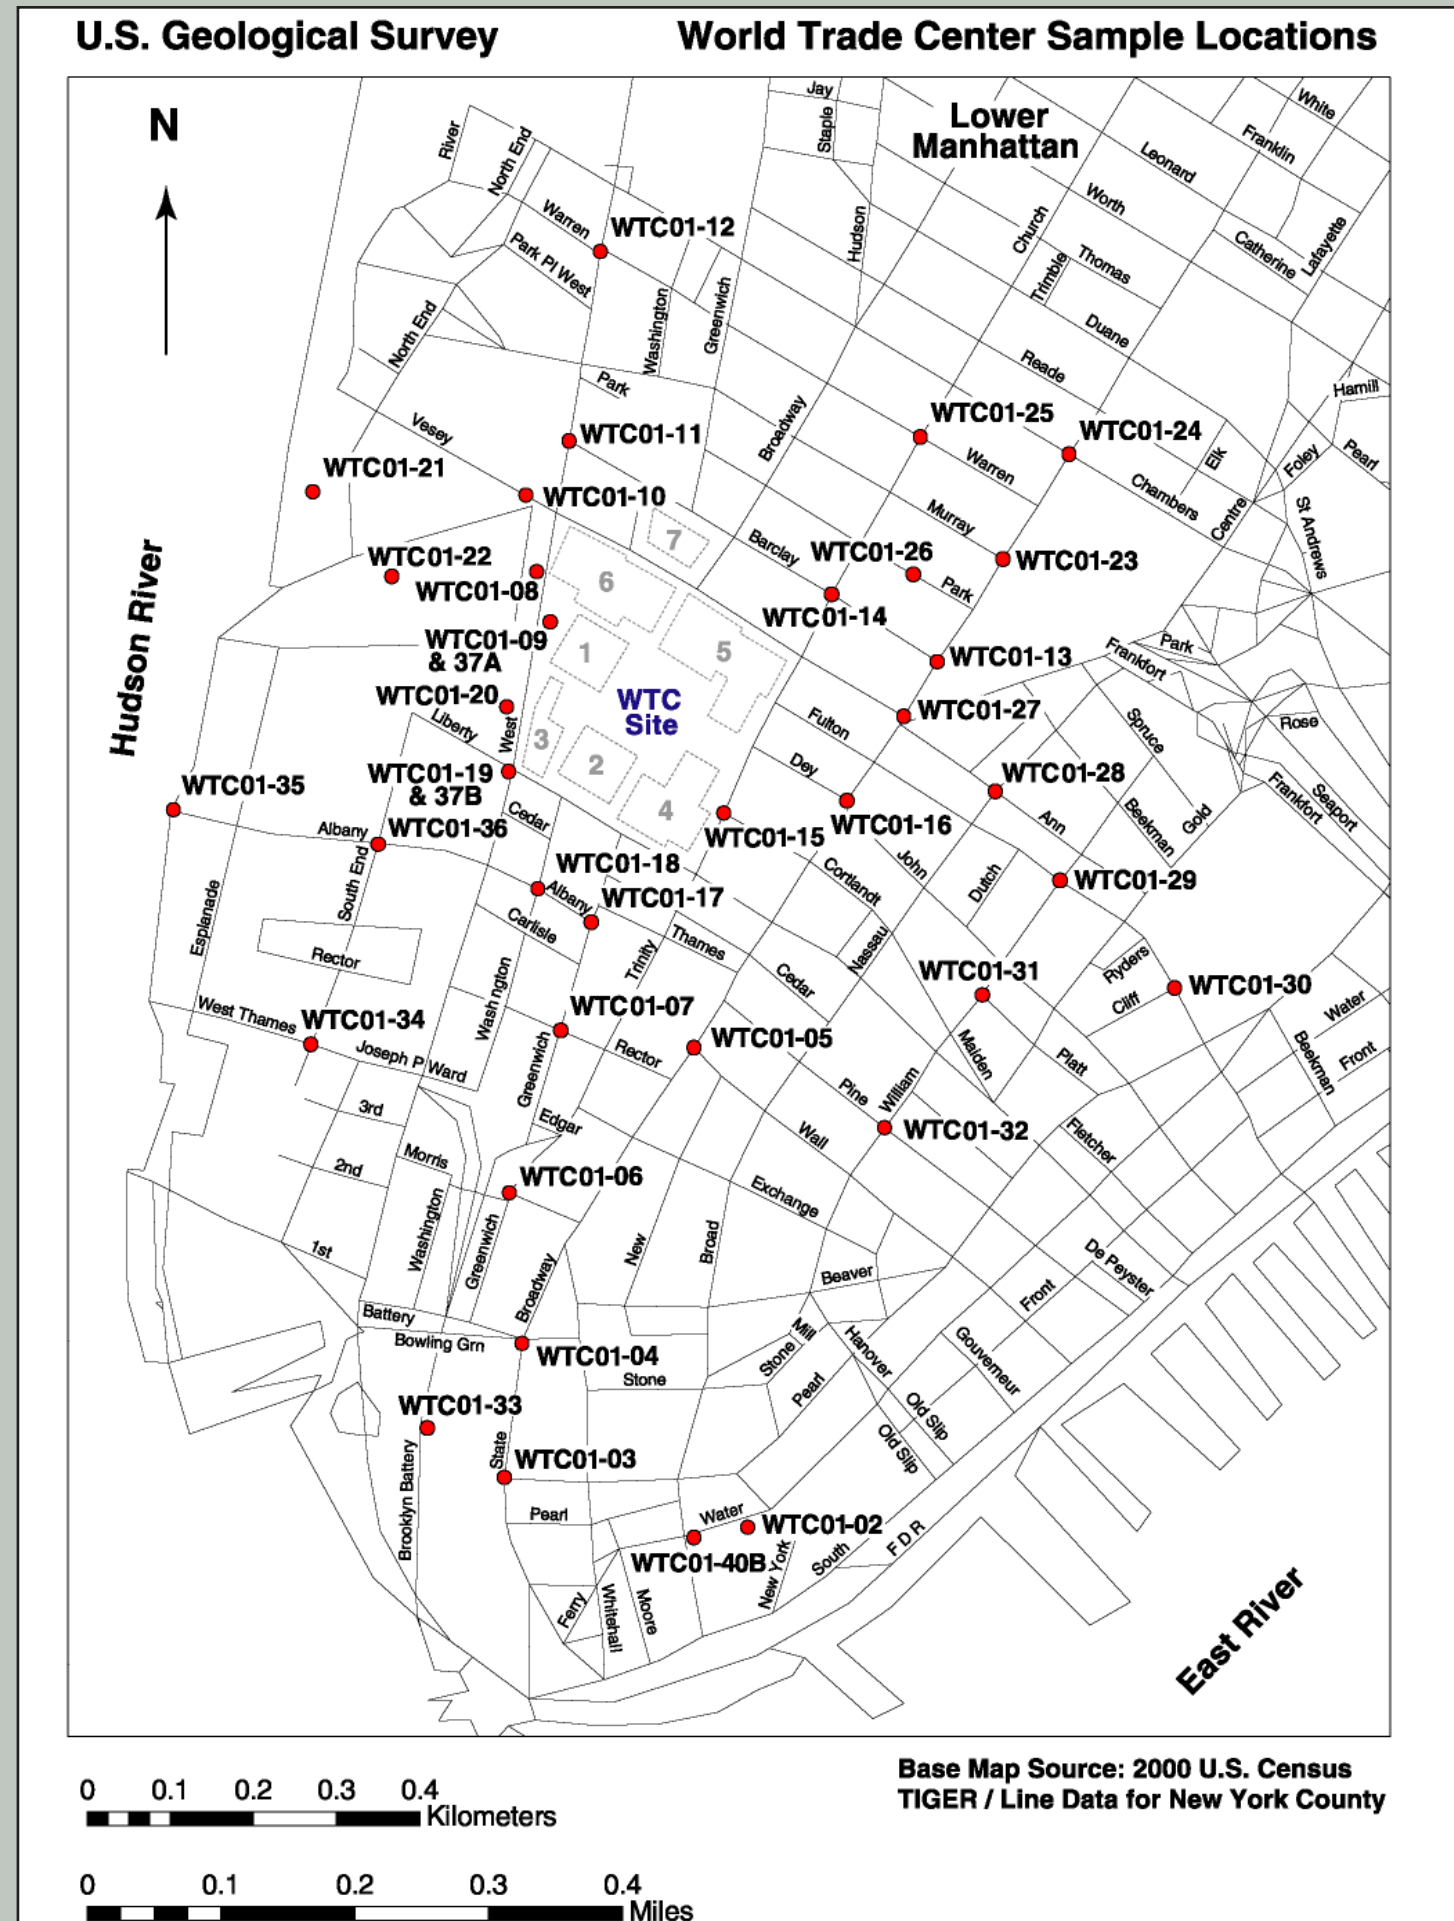 U.S. Geological Survey
World Trade Center Sample Locations
N
Lower
Manhattan
Jay
Staple
White
Franklin
Leonard
Worth
River
North End
Warren
WTC01-12
Park Pl West
Hudson
Church
Trimble
Thomas
Catherine
Lafayette
Washington
Greenwich
North End
Duane
Reade
Park
Hamill
Broadway
Vesey
WTC01-11
WTC01-25
WTC01-24
Warren
Elk
Foley
Pearl
WTC01-21
WTC01-10
Chambers
Centre
St Andrews
Murray
7
Barclay
WTC01-26
WTC01-23
WTC01-22
WTC01-08
6
Park
WTC01-14
Hudson River
WTC01-09
& 37A
1
5
WTC01-13
Park
Frankfort
WTC01-20
WTC
Site
WTC01-27
Liberty
West
3
2
4
Fulton
Spruce
Rose
Dey
WTC01-19
& 37B
WTC01-28
WTC01-35
Cedar
Beekman
Gold
Frankfort
Seaport
Albany
WTC01-36
WTC01-15
WTC01-16
Ann
WTC01-18
South End
Albany
WTC01-17
Cortlandt
John
Dutch
WTC01-29
Esplanade
Carlisle
Rector
Trinity
Thames
Nassau
Cedar
WTC01-31
Ryders
Cliff
WTC01-30
Water
West Thames
WTC01-34
Washington
WTC01-07
WTC01-05
Joseph P Ward
Greenwich
Rector
Maiden
Platt
Beekman
Front
Pine
William
3rd
Edgar
Wall
WTC01-32
Fletcher
2nd
Morris
WTC01-06
Exchange
1st
Washington
Greenwich
Broadway
New
Broad
Beaver
De Peyster
Front
Battery
Bowling Grn
WTC01-04
Mill
Stone
Hanover
Gouverneur
Stone
Pearl
Old Slip
Old Slip
WTC01-33
State
WTC01-03
Brooklyn Battery
Pearl
Water
WTC01-02
WTC01-40B
New York
South
F D R
Ferry
Whitehall
Moore
East River
Base Map Source: 2000 U.S. Census
TIGER / Line Data for New York County
0 0.1 0.2 0.3 0.4
Kilometers
0 0.1 0.2 0.3 0.4
Miles